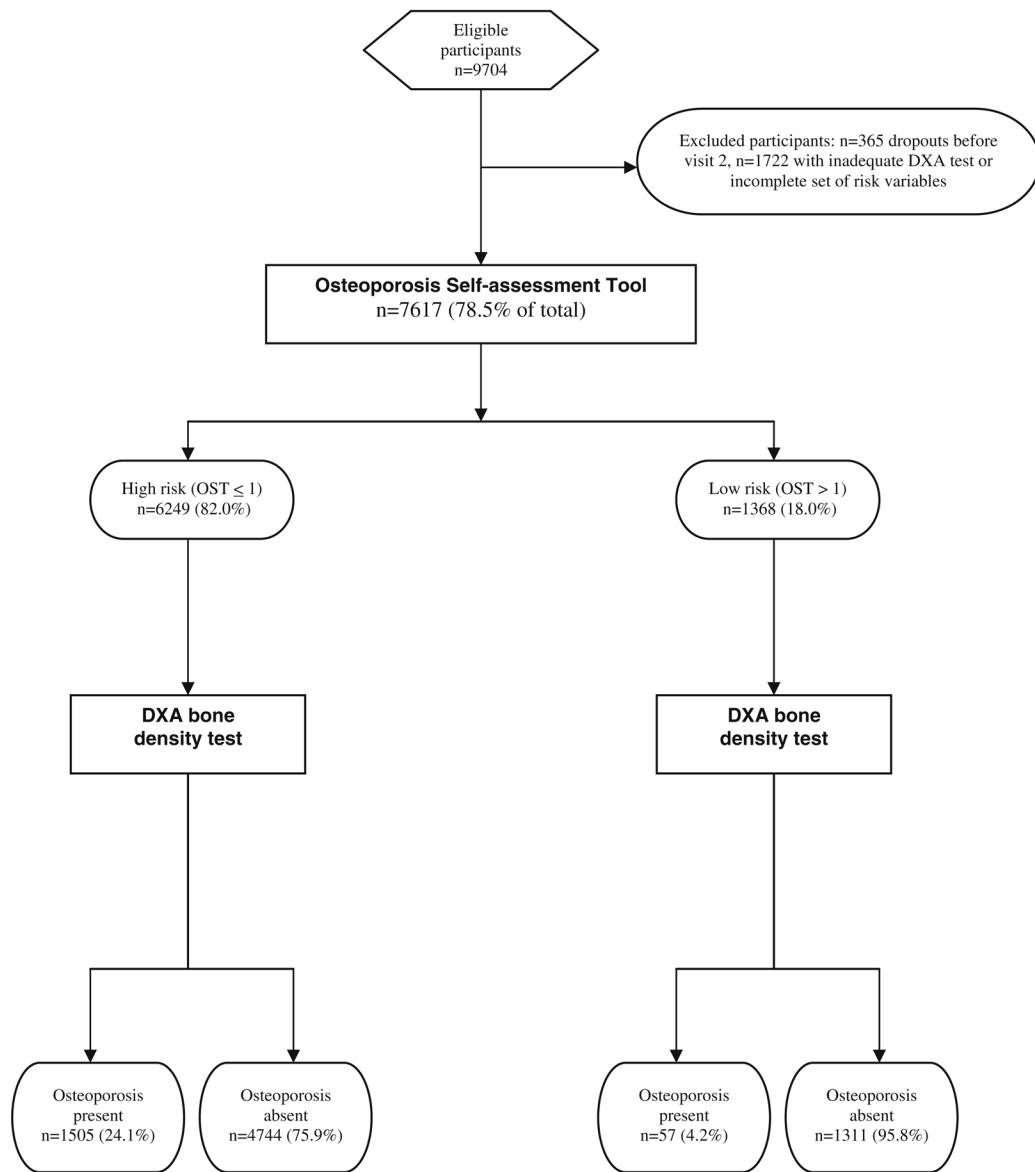 Eligible
participants
n=9704
Excluded participants: n=365 dropouts before
visit 2, n=1722 with inadequate DXA test or
incomplete set of risk variables
Osteoporosis Self-assessment Tool
n=7617 (78.5% of total)
High risk (OST ≤ 1)
n=6249 (82.0%)
Low risk (OST > 1)
n=1368 (18.0%)
DXA bone
density test
DXA bone
density test
Osteoporosis
present
n=1505 (24.1%)
Osteoporosis
absent
n=4744 (75.9%)
Osteoporosis
present
n=57 (4.2%)
Osteoporosis
absent
n=1311 (95.8%)